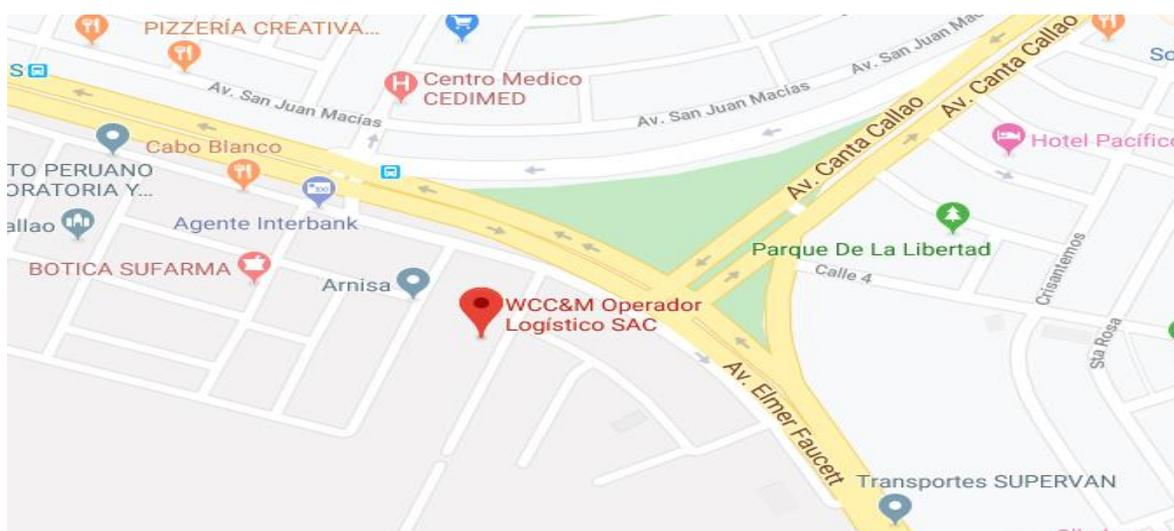 PIZZERÍA CREATIVA...
S
Centro Medico
CEDIMED
Av. San Juan Macías
Av. San Juan Macías
Av. San Juan Mac
Av. Canta Callao
Av. Canta Callao
So
Hotel Pacífico
Cabo Blanco
TO PERUANO
ORATORIA Y...
Agente Interbank
allao
BOTICA SUFARMA
Arnisa
WCC&M Operador
Logístico SAC
Parque De La Libertad
Calle 4
Crisantemos
Sta Rosa
Av. Elmer Faucett
Transportes SUPERVAN